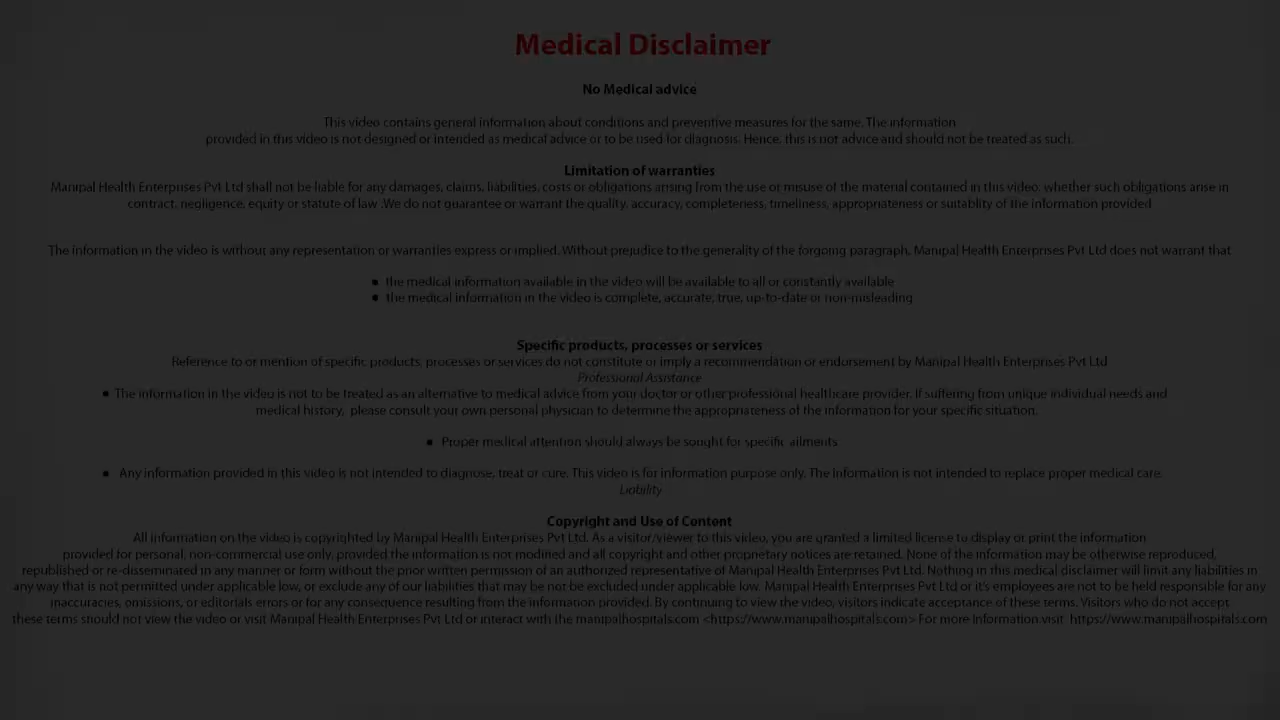 Medical Disclaimer
No Medical advice
This video contains general information about conditions and preventive measures for the same. The information
provided in this video is not designed or intended as medical advice or to be used for diagnosis. Hence, this is not advice and should not be treated as such.
Limitation of warranties
Manipal Health Enterprises Pvt Ltd shall not be liable for any damages, claims, liabilities, costs or obligations arising from the use or misuse of the material contained in this video, whether such obligations arise in
contract, negligence, equity or statute of law .We do not guarantee or warrant the quality, accuracy, completeness, timeliness, appropriateness or suitablity of the information provided
The information in the video is without any representation or warranties express or implied. Without prejudice to the generality of the forgoing paragraph, Manipal Health Enterprises Pvt Ltd does not warrant that
● the medical information available in the video will be available to all or constantly available
● the medical information in the video is complete, accurate, true, up-to-date or non-misleading
Specific products, processes or services
Reference to or mention of specific products, processes or services do not constitute or imply a recommendation or endorsement by Manipal Health Enterprises Pvt Ltd
Professional Assistance
● The information in the video is not to be treated as an alternative to medical advice from your doctor or other professional healthcare provider. If suffering from unique individual needs and
medical history, please consult your own personal physician to determine the appropriateness of the information for your specific situation.
● Proper medical attention should always be sought for specific ailments
● Any information provided in this video is not intended to diagnose, treat or cure. This video is for information purpose only. The information is not intended to replace proper medical care.
Liability
Copyright and Use of Content
All information on the video is copyrighted by Manipal Health Enterprises Pvt Ltd. As a visitor/viewer to this video, you are granted a limited license to display or print the information
provided for personal, non-commercial use only, provided the information is not modified and all copyright and other proprietary notices are retained. None of the information may be otherwise reproduced,
republished or re-disseminated in any manner or form without the prior written permission of an authorized representative of Manipal Health Enterprises Pvt Ltd. Nothing in this medical disclaimer will limit any liabilities in
any way that is not permitted under applicable low, or exclude any of our liabilities that may be not be excluded under applicable low. Manipal Health Enterprises Pvt Ltd or it's employees are not to be held responsible for any
inaccuracies, omissions, or editorials errors or for any consequence resulting from the information provided. By continuing to view the video, visitors indicate acceptance of these terms. Visitors who do not accept
these terms should not view the video or visit Manipal Health Enterprises Pvt Ltd or interact with the manipalhospitals.com <https://www.manipalhospitals.com> For more Information visit https://www.manipalhospitals.com